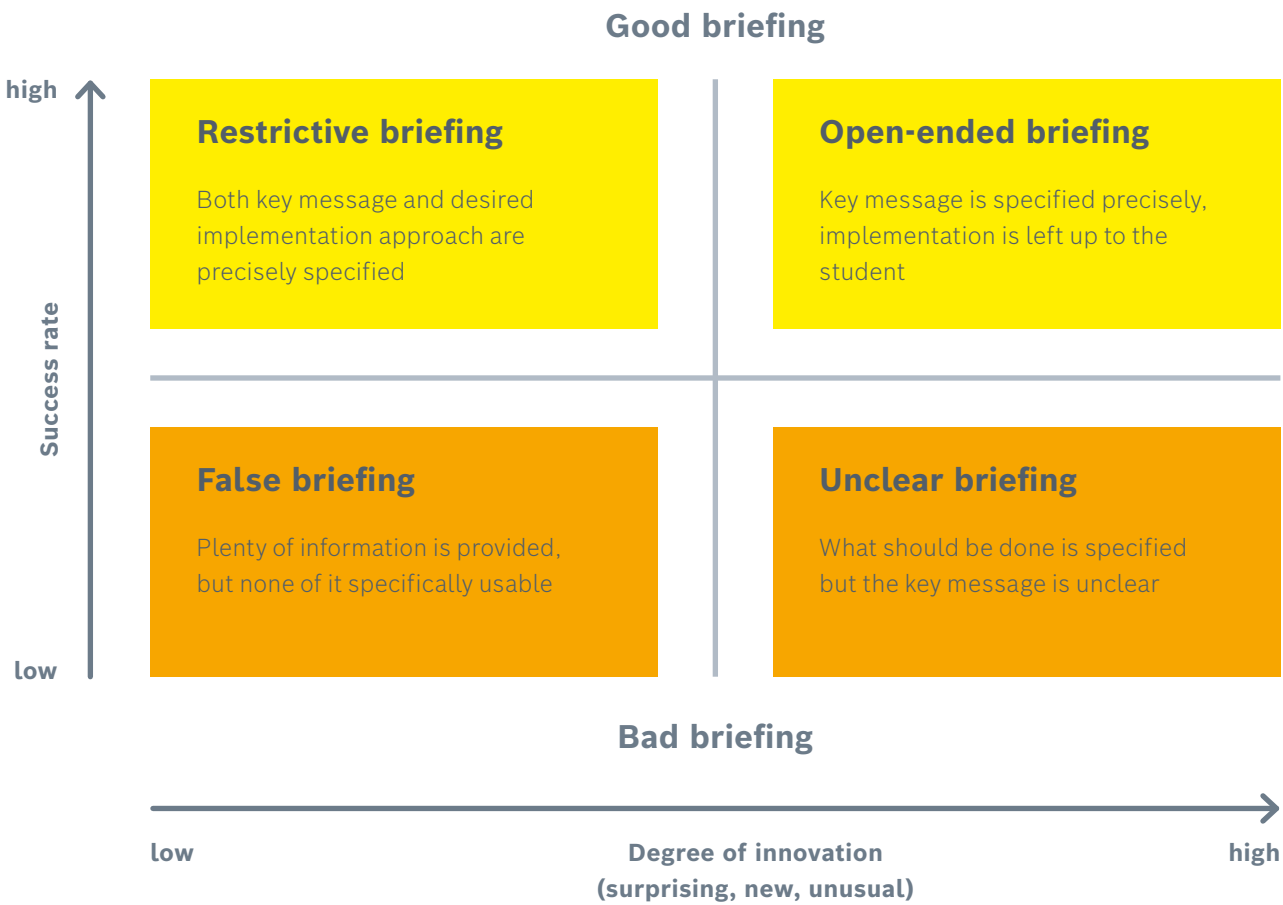 Good briefing
high
Restrictive briefing
Both key message and desired
implementation approach are
precisely specified
Open-ended briefing
Key message is specified precisely,
implementation is left up to the
student
Success rate
False briefing
Plenty of information is provided,
but none of it specifically usable
Unclear briefing
What should be done is specified
but the key message is unclear
low
Bad briefing
low
Degree of innovation
(surprising, new, unusual)
high